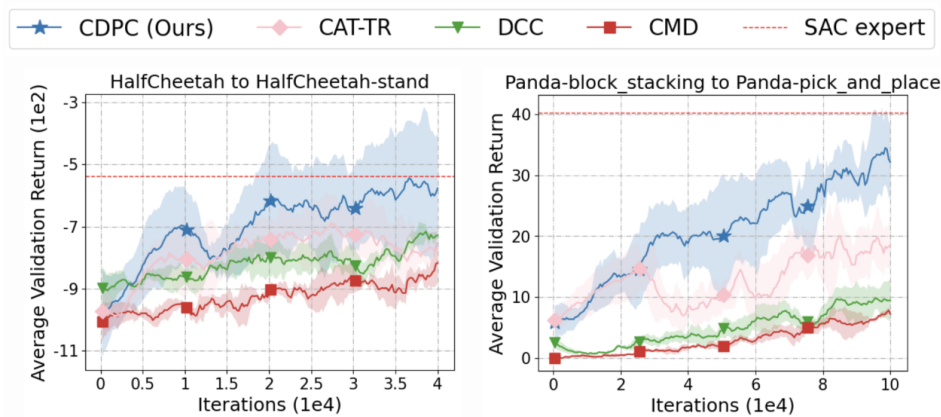 CDPC (Ours) CAT-TR DCC CMD SAC expert
HalfCheetah to HalfCheetah-stand
Average Validation Return (1e2)
-3
-5
-7
-9
-11
0 0.5 1 1.5 2 2.5 3 3.5 4
Iterations (1e4)
Panda-block_stacking to Panda-pick_and_place
Average Validation Return
40
30
20
10
0
0 2 4 6 8 10
Iterations (1e4)